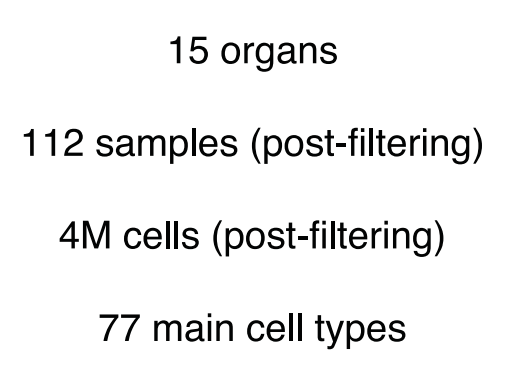 15 organs
112 samples (post-filtering)
4M cells (post-filtering)
77 main cell types